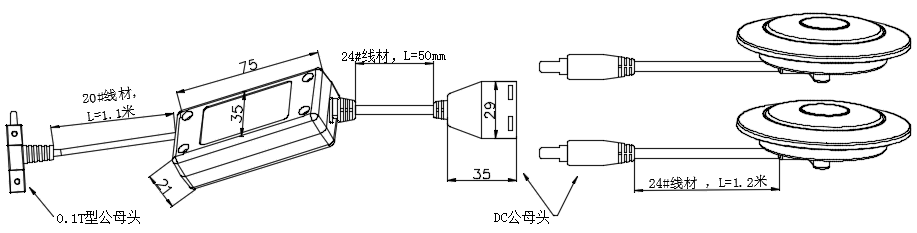 75
24#线材，L=50mm
20#线材，
L=1.1米
35
29
35
21
24#线材 ，L=1.2米
0.1T型公母头
DC公母头